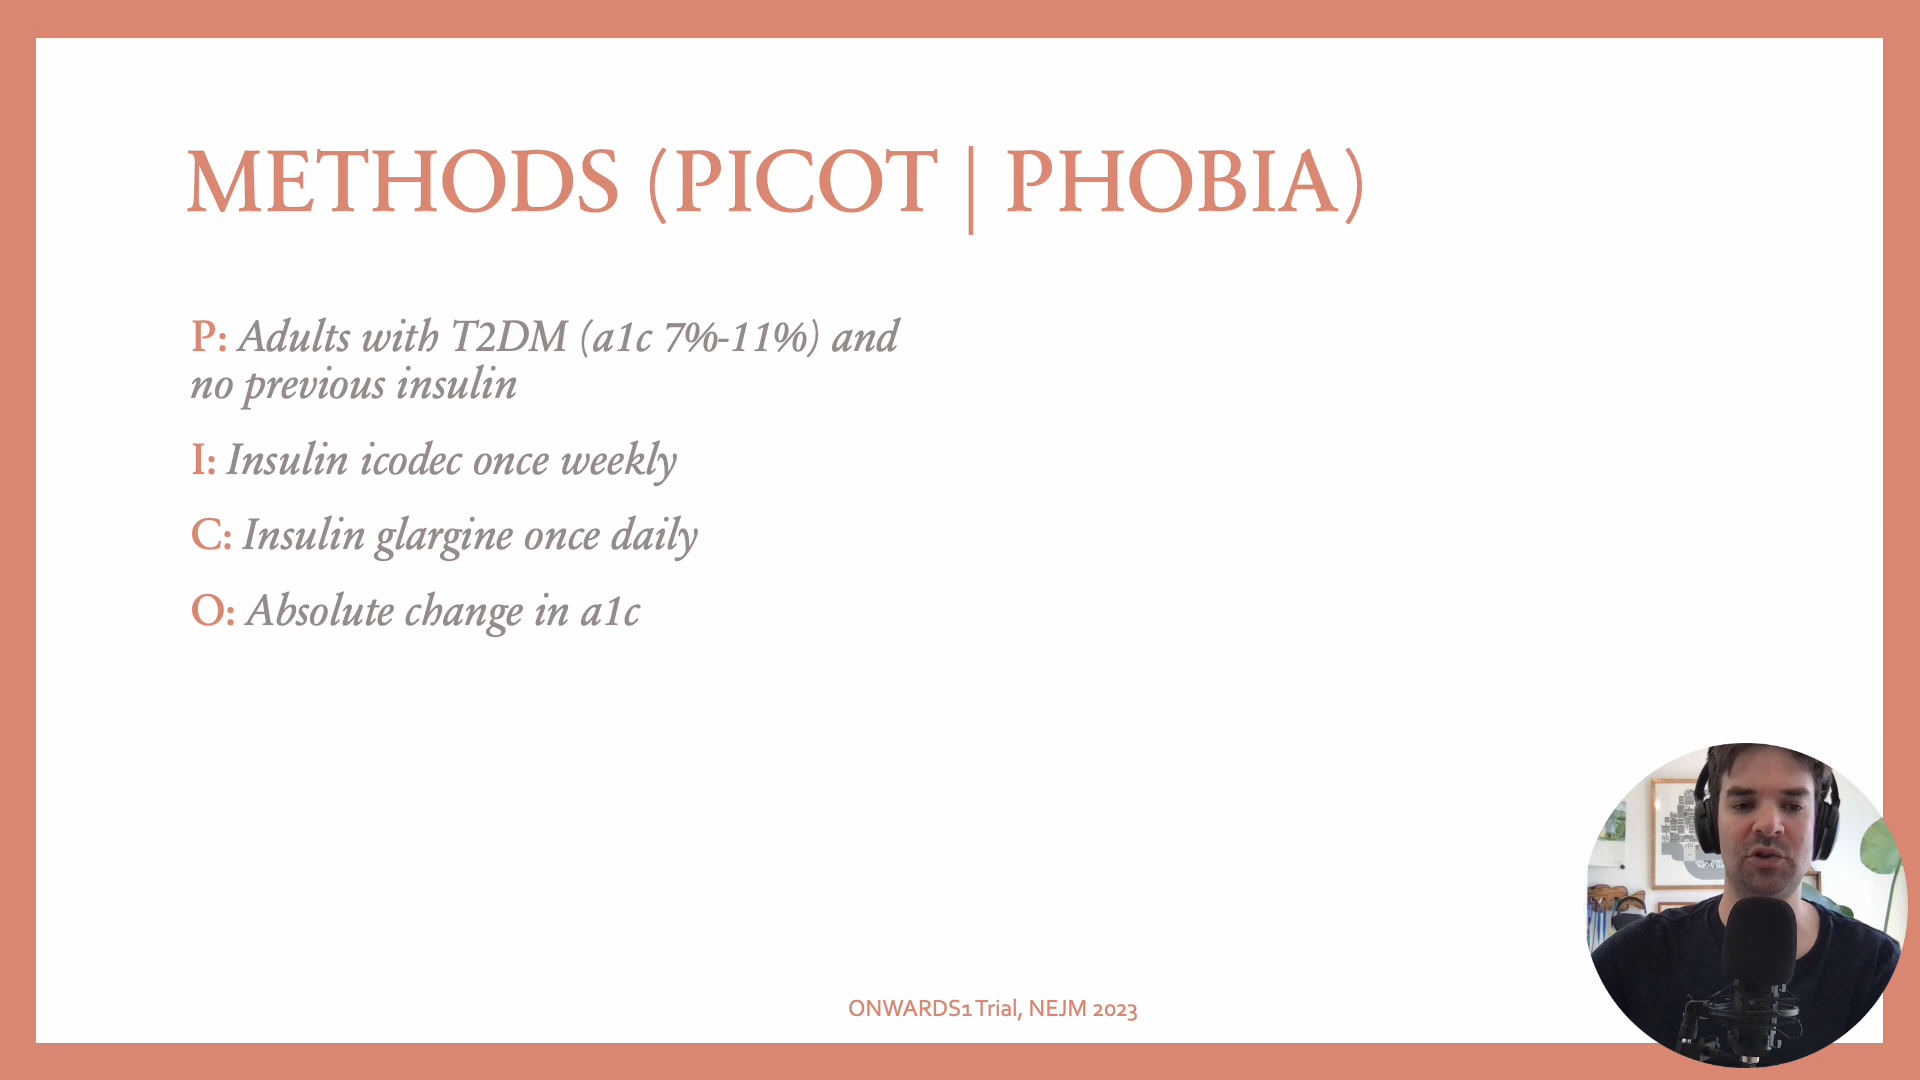 METHODS (PICOT | PHOBIA)
P: Adults with T2DM (a1c 7%-11%) and
no previous insulin
I: Insulin icodec once weekly
C: Insulin glargine once daily
O: Absolute change in a1c
ONWARDS1 Trial, NEJM 2023